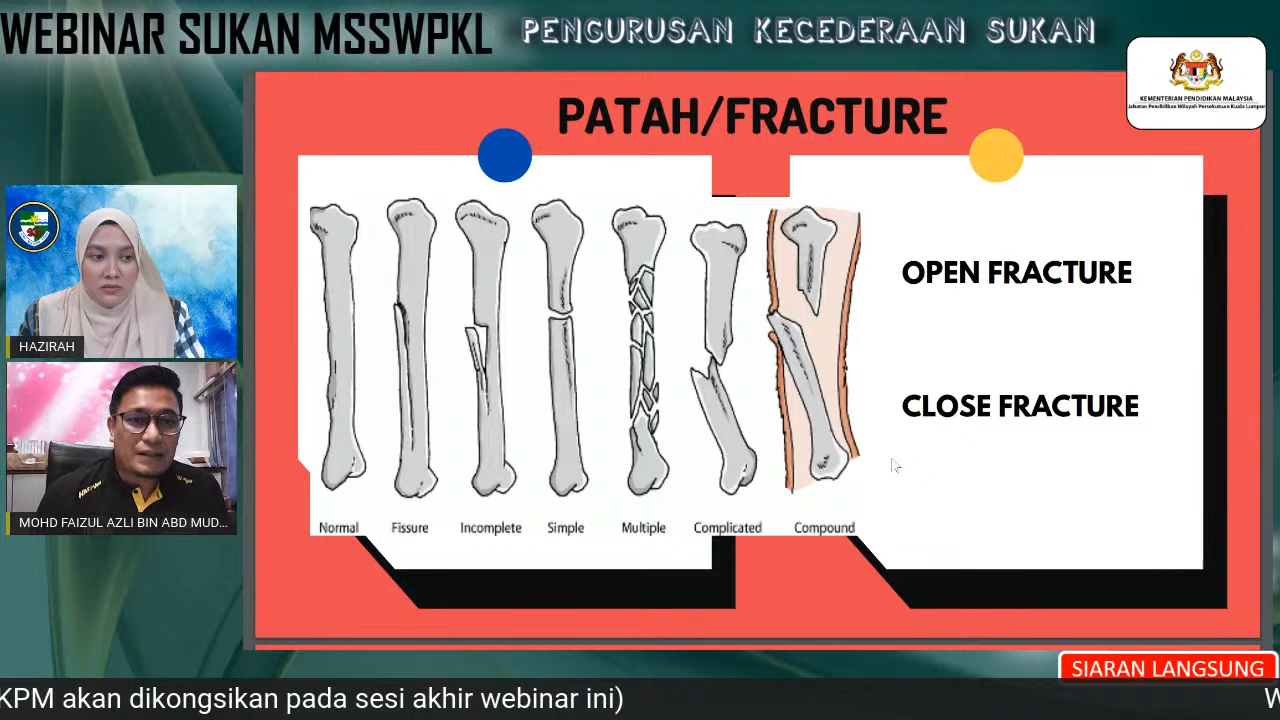 WEBINAR SUKAN MSSWPKL
PENGURUSAN KECEDERAAN SUKAN
KEMENTERIAN PENDIDIKAN MALAYSIA
Jabatan Pendidikan Wilayah Persekutuan Kuala Lumpur
PATAH/FRACTURE
OPEN FRACTURE
CLOSE FRACTURE
Normal Fissure Incomplete Simple Multiple Complicated Compound
HAZIRAH
MOHD FAIZUL AZLI BIN ABD MUD...
SIARAN LANGSUNG
KPM akan dikongsikan pada sesi akhir webinar ini)